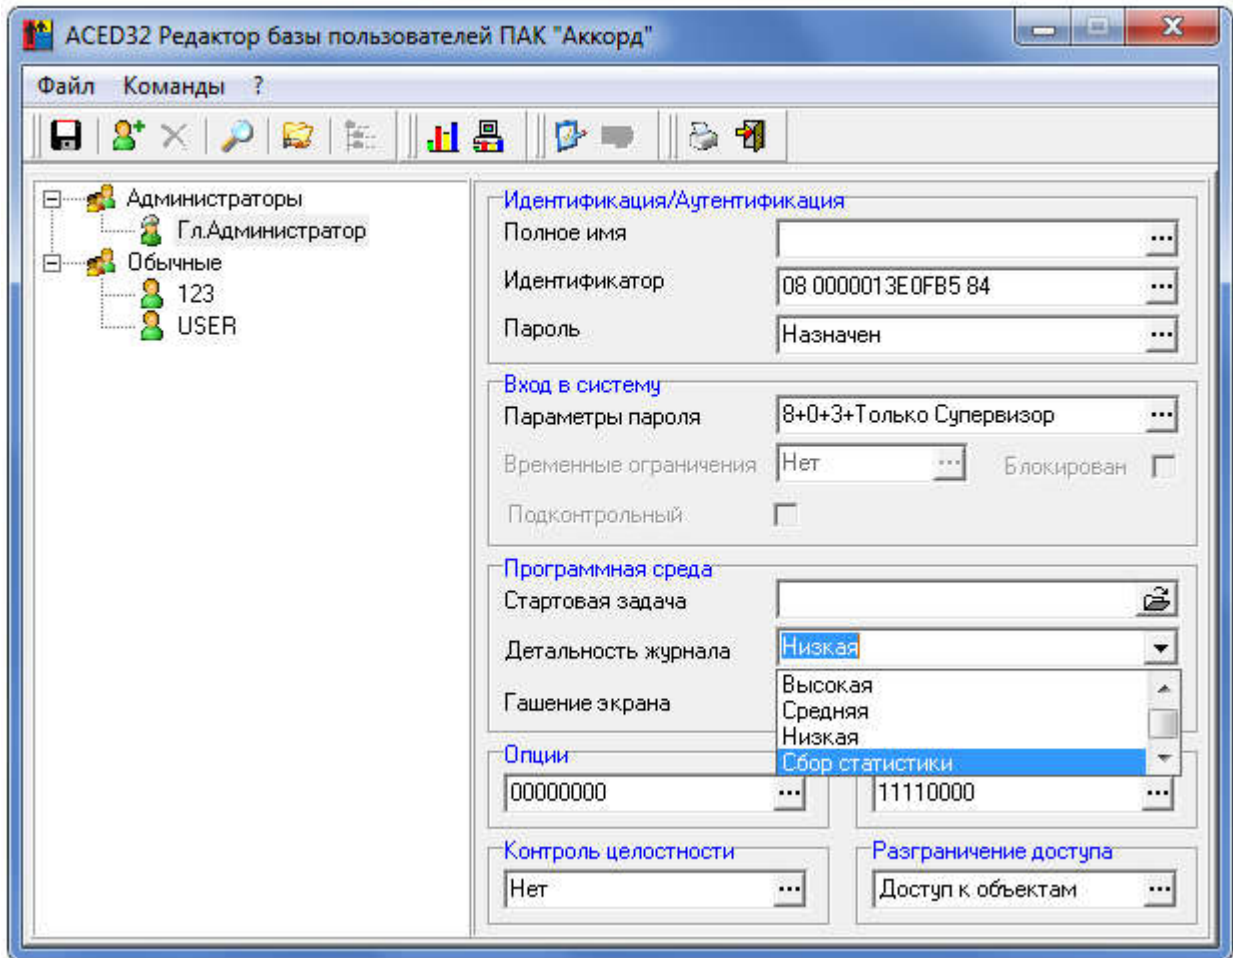 ACED32 Редактор базы пользователей ПАК "Аккорд"
Файл Команды ?
Администраторы
Гл.Администратор
Обычные
123
USER
Идентификация/Аутентификация
Полное имя
Идентификатор 08 0000013E0FB5 84
Пароль Назначен
Вход в систему
Параметры пароля 8+0+3+Только Супервизор
Временные ограничения Нет Блокирован
Подконтрольный
Программная среда
Стартовая задача
Детальность журнала Низкая
Высокая
Гашение экрана Средняя
Низкая
Опции Сбор статистики
00000000 11110000
Контроль целостности Разграничение доступа
Нет Доступ к объектам